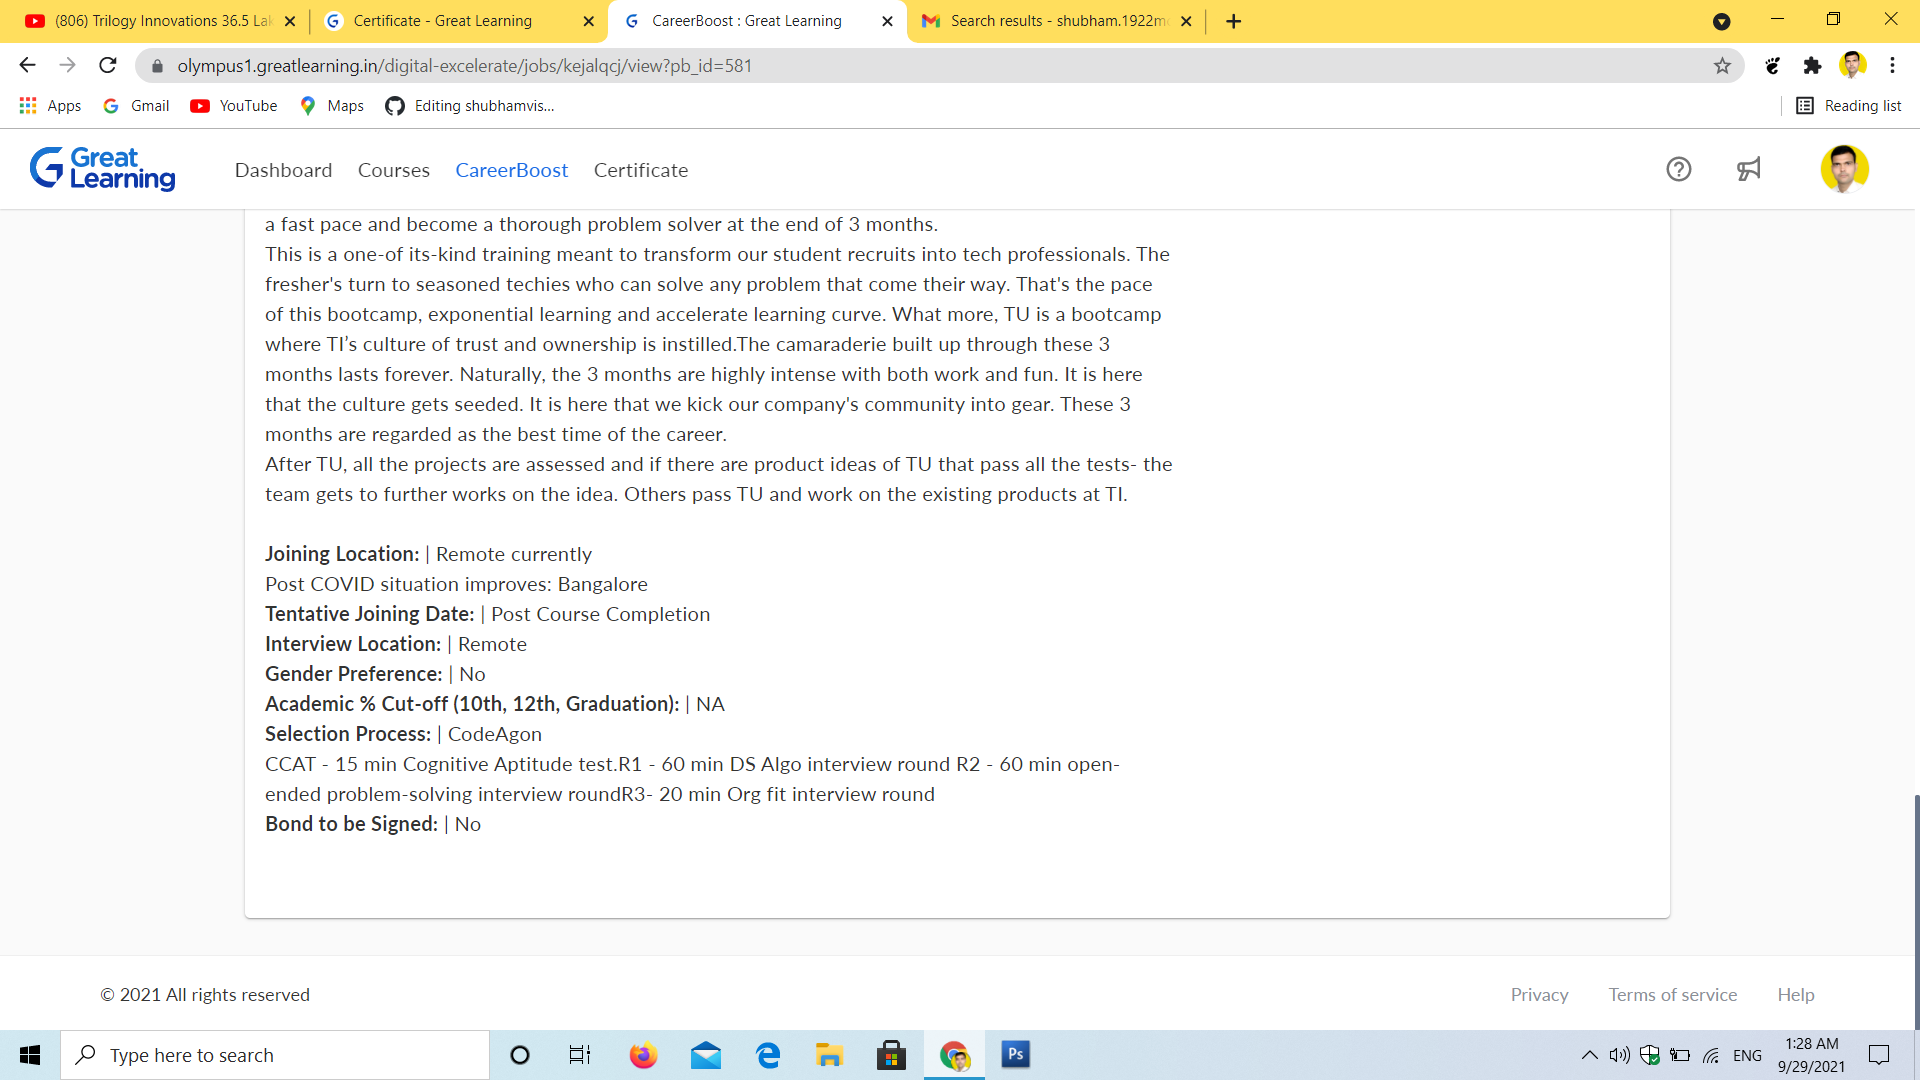 (806) Trilogy Innovations 36.5 Lak
Certificate - Great Learning
CareerBoost : Great Learning
Search results - shubham.1922m
olympus1.greatlearning.in/digital-excelerate/jobs/kejalqcj/view?pb_id=581
Apps
Gmail
YouTube
Maps
Editing shubhamvis...
Reading list
Great Learning
Dashboard
Courses
CareerBoost
Certificate
a fast pace and become a thorough problem solver at the end of 3 months.
This is a one-of its-kind training meant to transform our student recruits into tech professionals. The
fresher's turn to seasoned techies who can solve any problem that come their way. That's the pace
of this bootcamp, exponential learning and accelerate learning curve. What more, TU is a bootcamp
where TI’s culture of trust and ownership is instilled.The camaraderie built up through these 3
months lasts forever. Naturally, the 3 months are highly intense with both work and fun. It is here
that the culture gets seeded. It is here that we kick our company's community into gear. These 3
months are regarded as the best time of the career.
After TU, all the projects are assessed and if there are product ideas of TU that pass all the tests- the
team gets to further works on the idea. Others pass TU and work on the existing products at TI.
Joining Location: | Remote currently
Post COVID situation improves: Bangalore
Tentative Joining Date: | Post Course Completion
Interview Location: | Remote
Gender Preference: | No
Academic % Cut-off (10th, 12th, Graduation): | NA
Selection Process: | CodeAgon
CCAT - 15 min Cognitive Aptitude test.R1 - 60 min DS Algo interview round R2 - 60 min open-
ended problem-solving interview roundR3- 20 min Org fit interview round
Bond to be Signed: | No
© 2021 All rights reserved
Privacy
Terms of service
Help
Type here to search
Ps
ENG
1:28 AM
9/29/2021